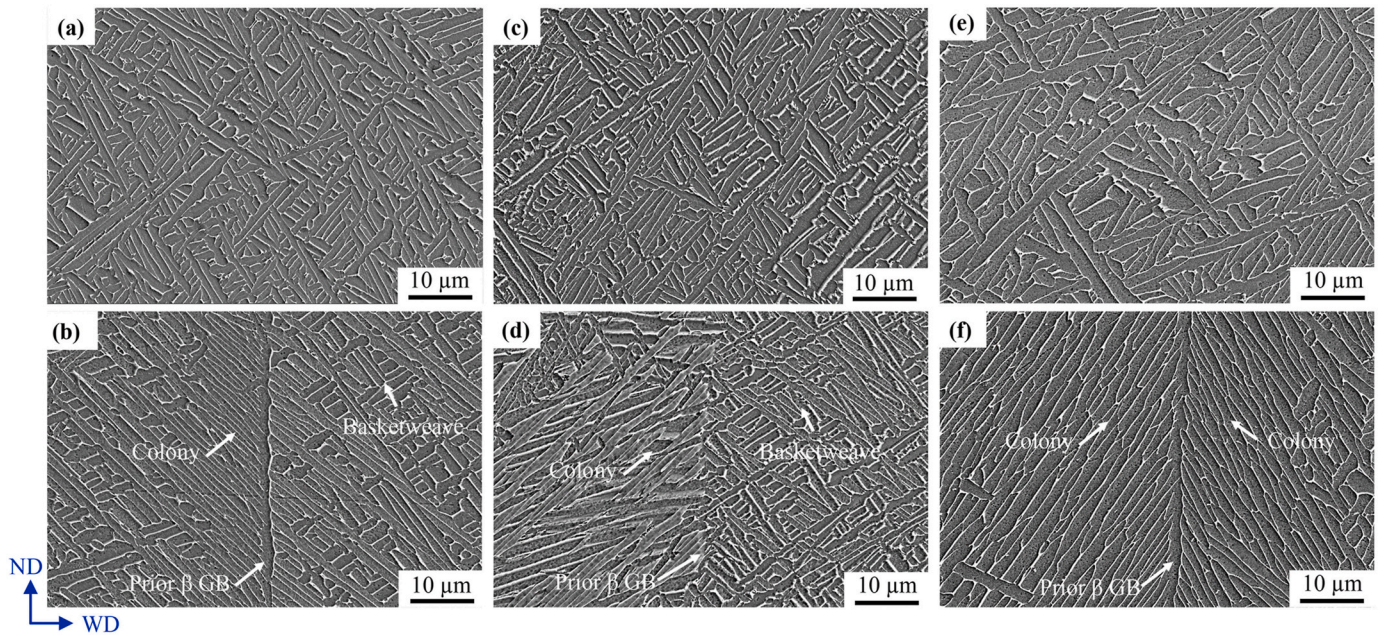 (a)
(c)
(e)
10 μm
10 μm
10 μm
(b)
Basketweave
Colony
Prior β GB
10 μm
(d)
Basketweave
Colony
Prior β GB
10 μm
(f)
Colony
Colony
Prior β GB
10 μm
ND
WD